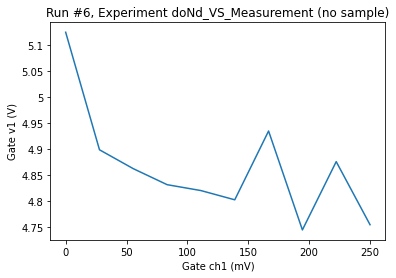 Run #6, Experiment doNd_VS_Measurement (no sample)
5.1
5.05
5
4.95
4.9
4.85
4.8
4.75
Gate v1 (V)
0 50 100 150 200 250
Gate ch1 (mV)